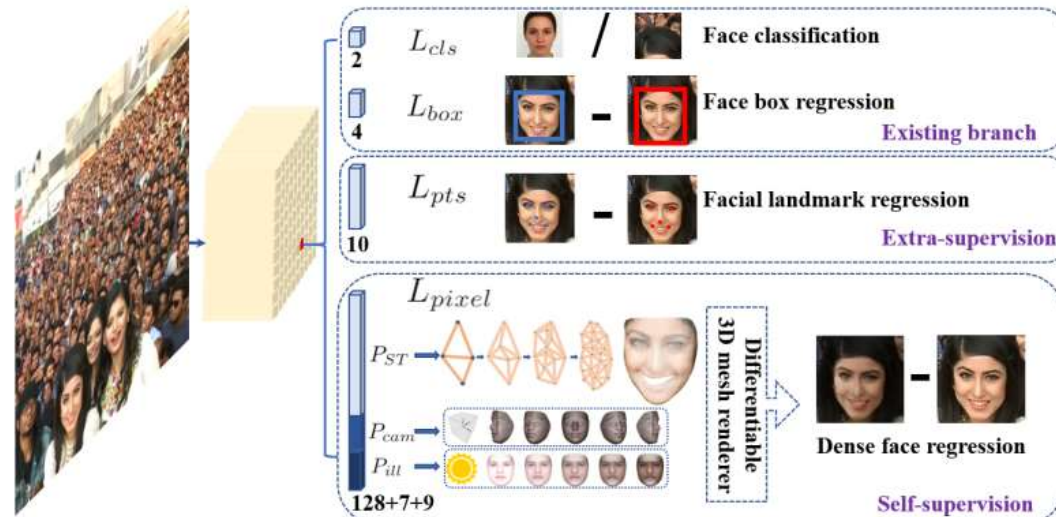 L_cls
/
Face classification
2
L_box
-
Face box regression
4
Existing branch
L_pts
-
Facial landmark regression
10
Extra-supervision
L_pixel
P_ST
P_cam
P_ill
128+7+9
Differentiable
3D mesh renderer
-
Dense face regression
Self-supervision